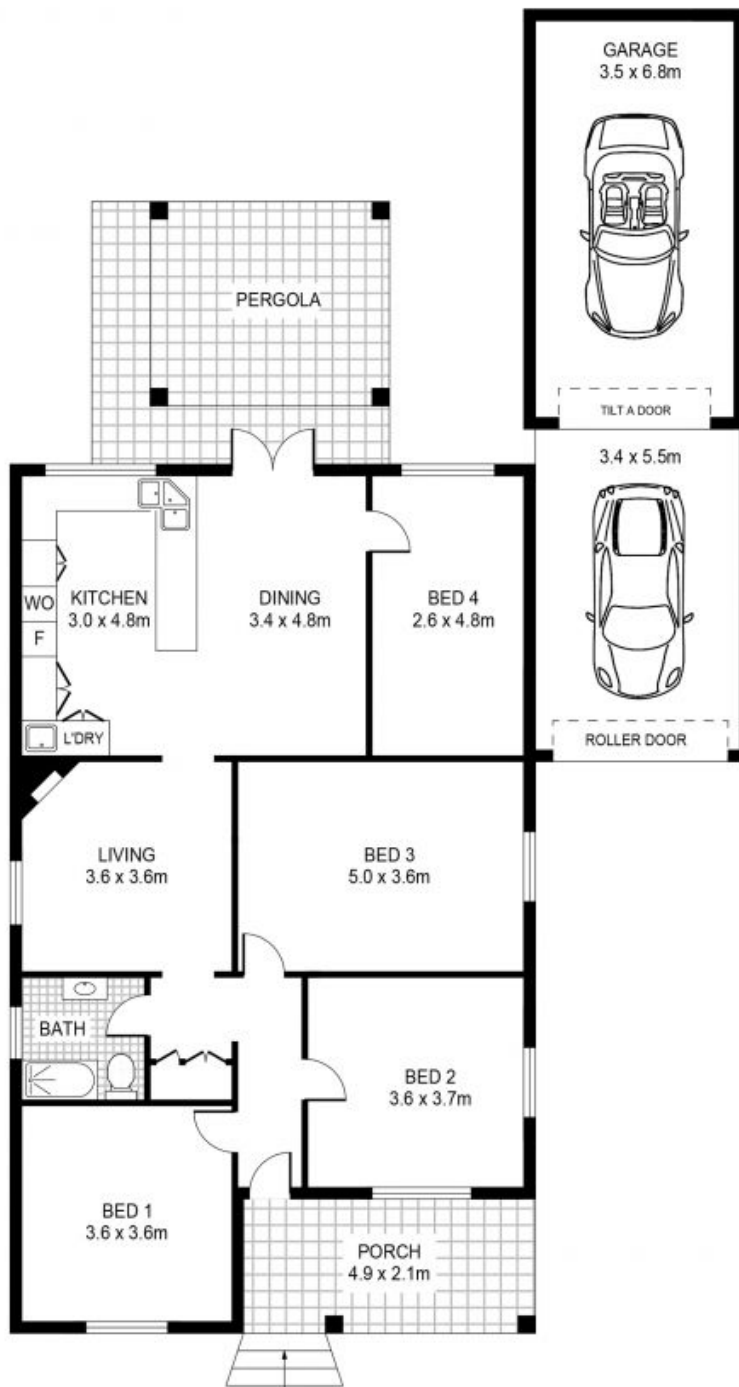 GARAGE
3.5 x 6.8m
PERGOLA
TILT A DOOR
3.4 x 5.5m
WO
F
KITCHEN
3.0 x 4.8m
DINING
3.4 x 4.8m
BED 4
2.6 x 4.8m
L'DRY
ROLLER DOOR
LIVING
3.6 x 3.6m
BED 3
5.0 x 3.6m
BATH
BED 2
3.6 x 3.7m
BED 1
3.6 x 3.6m
PORCH
4.9 x 2.1m